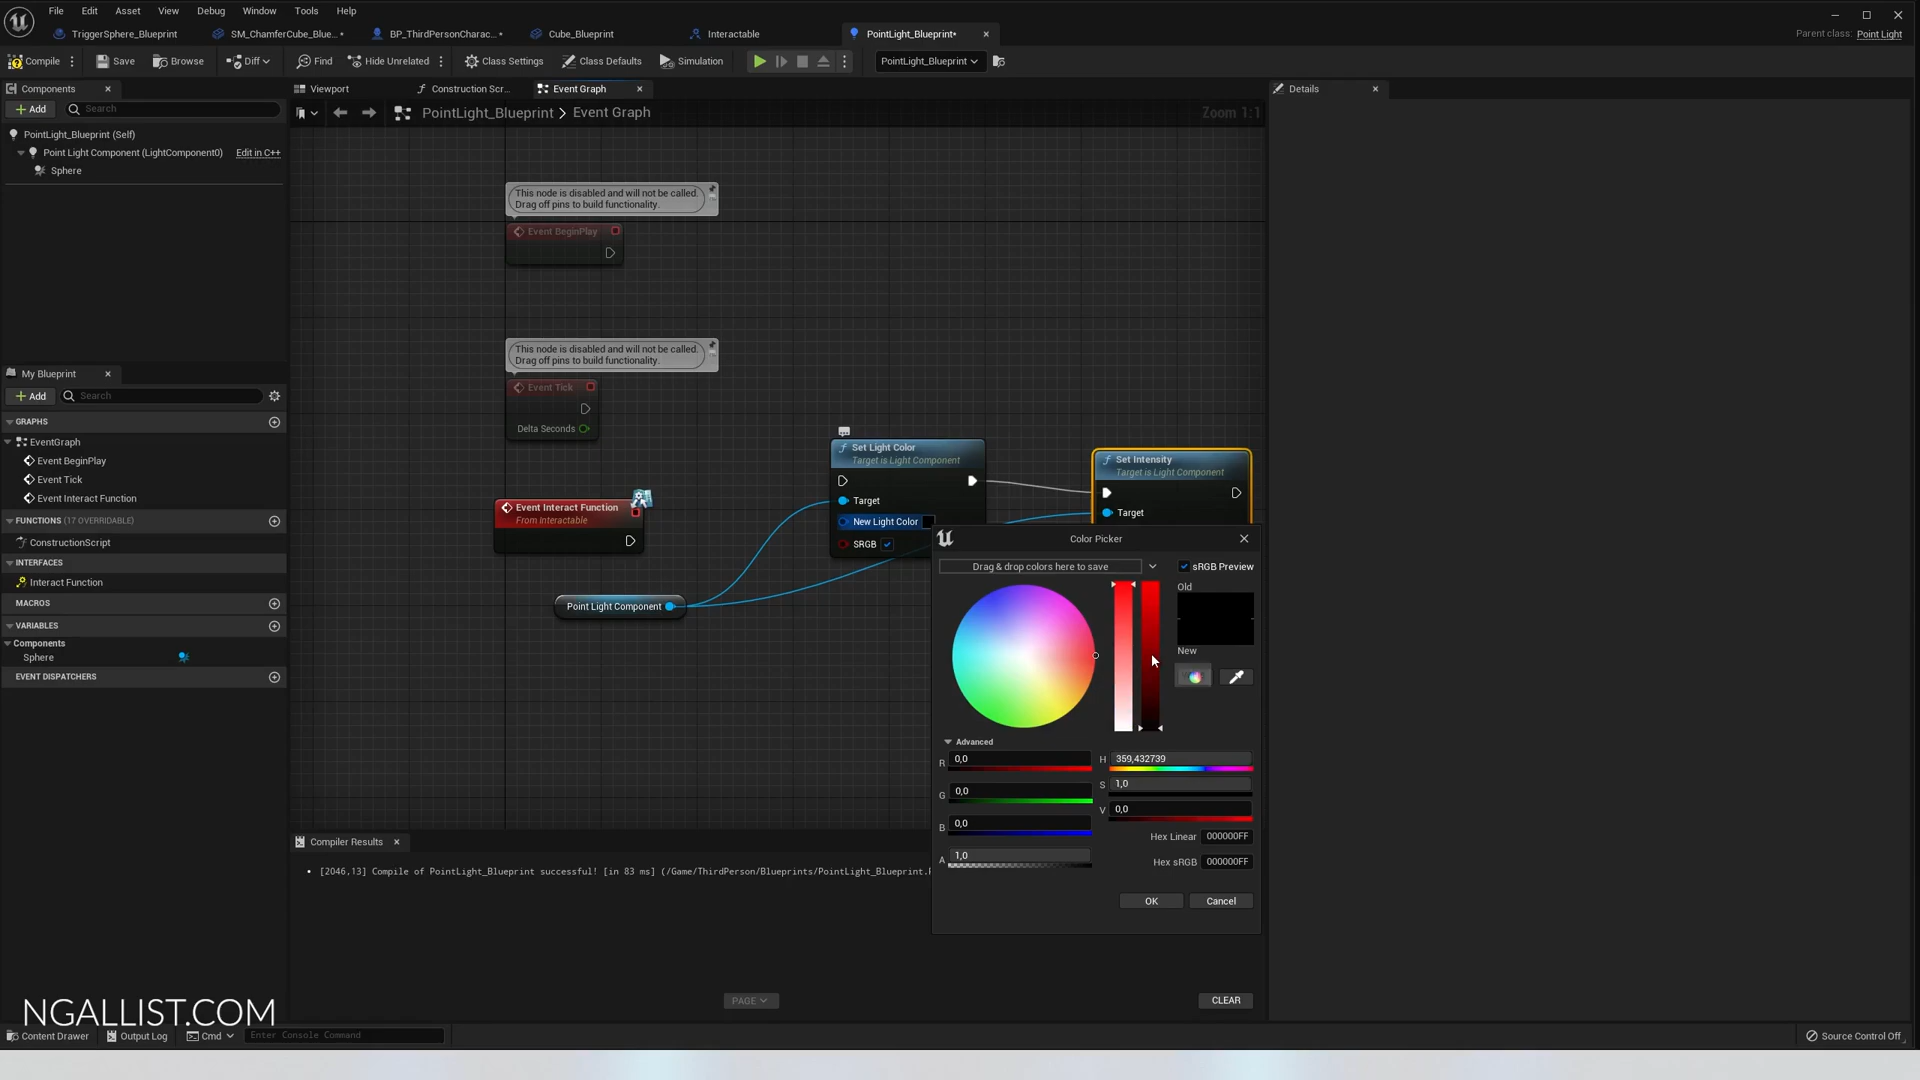 File Edit Asset View Debug Window Tools Help
TriggerSphere_Blueprint SM_ChamferCube_Blue...* BP_ThirdPersonCharac...* Cube_Blueprint Interactable PointLight_Blueprint*
Parent class: Point Light
Compile Save Browse Diff Find Hide Unrelated Class Settings Class Defaults Simulation PointLight_Blueprint
Components
Add Search
PointLight_Blueprint (Self)
Point Light Component (LightComponent0) Edit in C++
Sphere
My Blueprint
Add Search
GRAPHS
EventGraph
Event BeginPlay
Event Tick
Event Interact Function
FUNCTIONS (17 OVERRIDABLE)
ConstructionScript
INTERFACES
Interact Function
MACROS
VARIABLES
Components
Sphere
EVENT DISPATCHERS
Viewport Construction Scr... Event Graph
PointLight_Blueprint > Event Graph
Zoom 1:1
This node is disabled and will not be called.
Drag off pins to build functionality.
Event BeginPlay
This node is disabled and will not be called.
Drag off pins to build functionality.
Event Tick
Delta Seconds
Event Interact Function
From Interactable
Point Light Component
Set Light Color
Target is Light Component
Target
New Light Color
SRGB
Set Intensity
Target is Light Component
Target
Color Picker
Drag & drop colors here to save
sRGB Preview
Old
New
Advanced
R 0,0
G 0,0
B 0,0
A 1,0
H 359,432739
S 1,0
V 0,0
Hex Linear 000000FF
Hex sRGB 000000FF
OK Cancel
Compiler Results
[2046,13] Compile of PointLight_Blueprint successful! [in 83 ms] (/Game/ThirdPerson/Blueprints/PointLight_Blueprint.
PAGE CLEAR
Details
NGALLIST.COM
Content Drawer Output Log Cmd Enter Console Command
Source Control Off